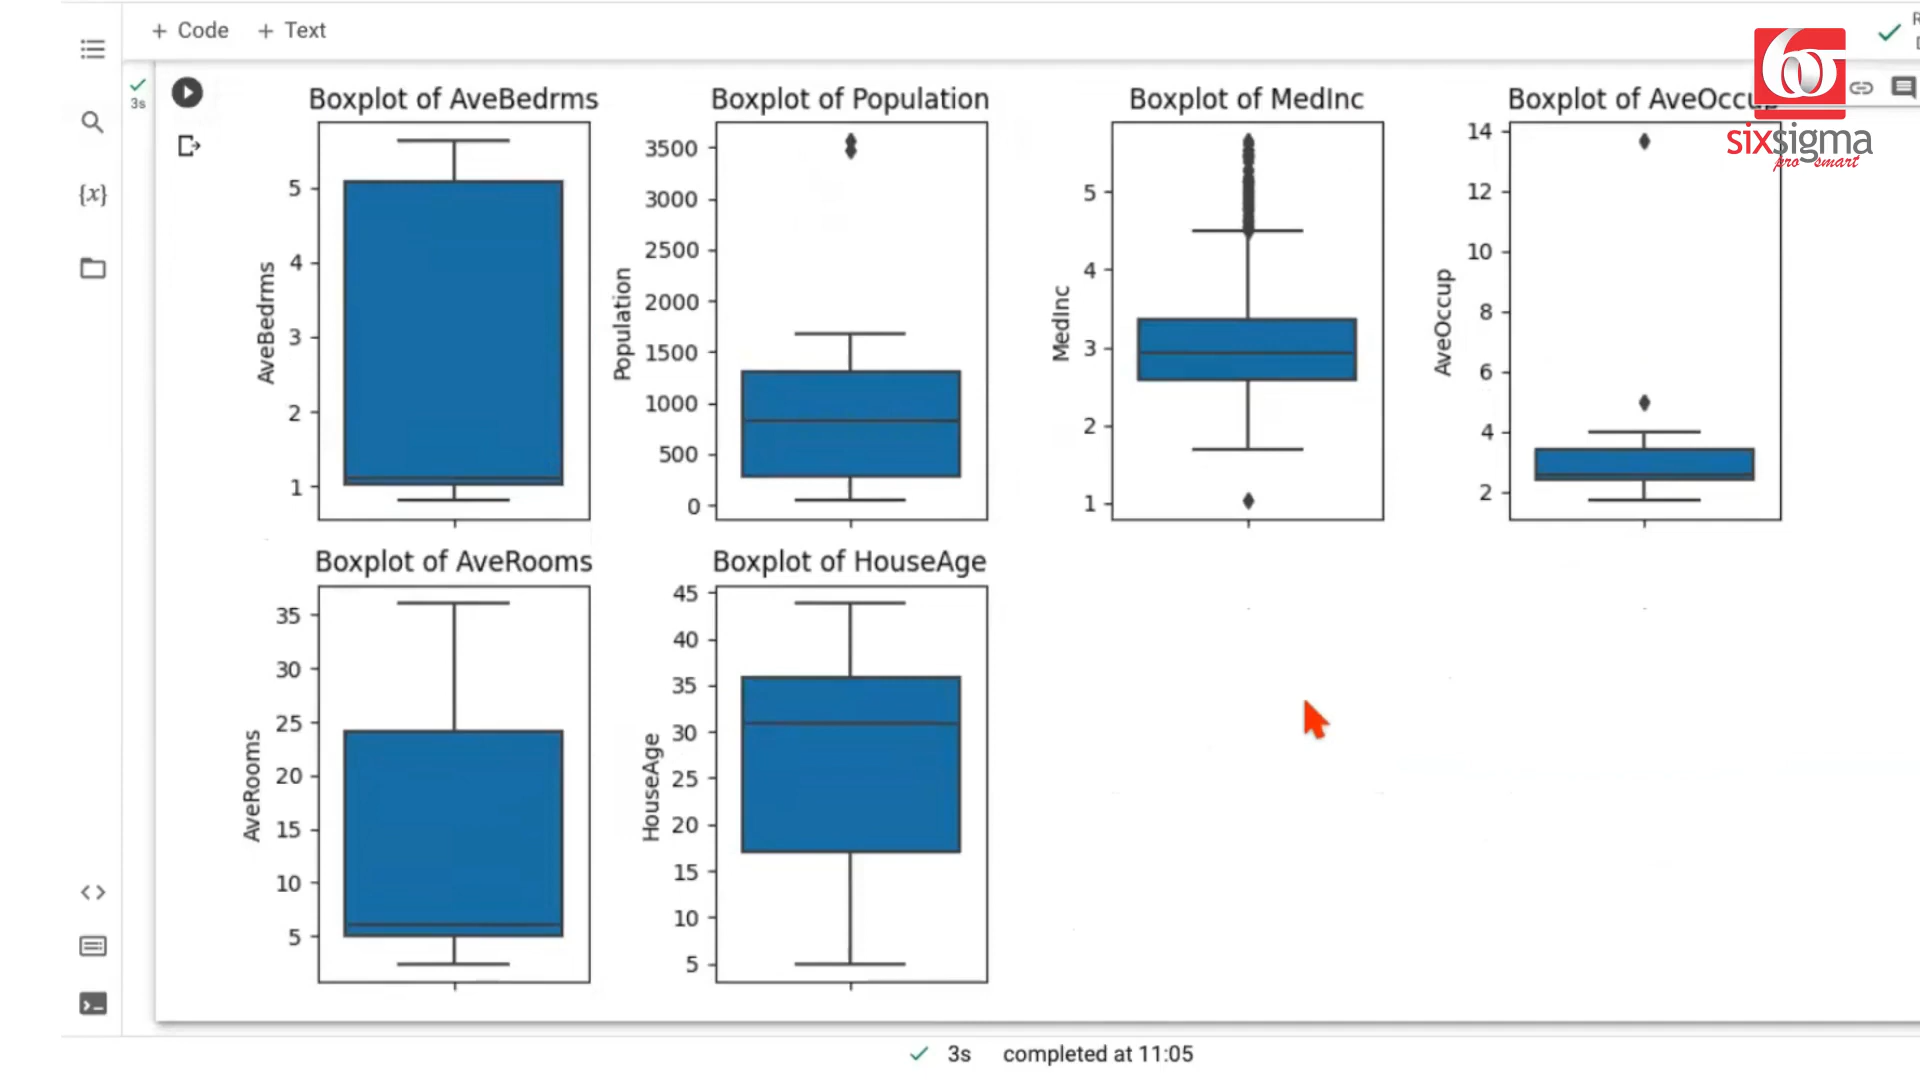 + Code + Text
R
3s
Boxplot of AveBedrms
AveBedrms
5
4
3
2
1
Boxplot of Population
Population
3500
3000
2500
2000
1500
1000
500
0
Boxplot of MedInc
MedInc
5
4
3
2
1
Boxplot of AveOccup
AveOccup
14
12
10
8
6
4
2
6σ
sixsigma
pro smart
{x}
Boxplot of AveRooms
AveRooms
35
30
25
20
15
10
5
Boxplot of HouseAge
HouseAge
45
40
35
30
25
20
15
10
5
3s completed at 11:05